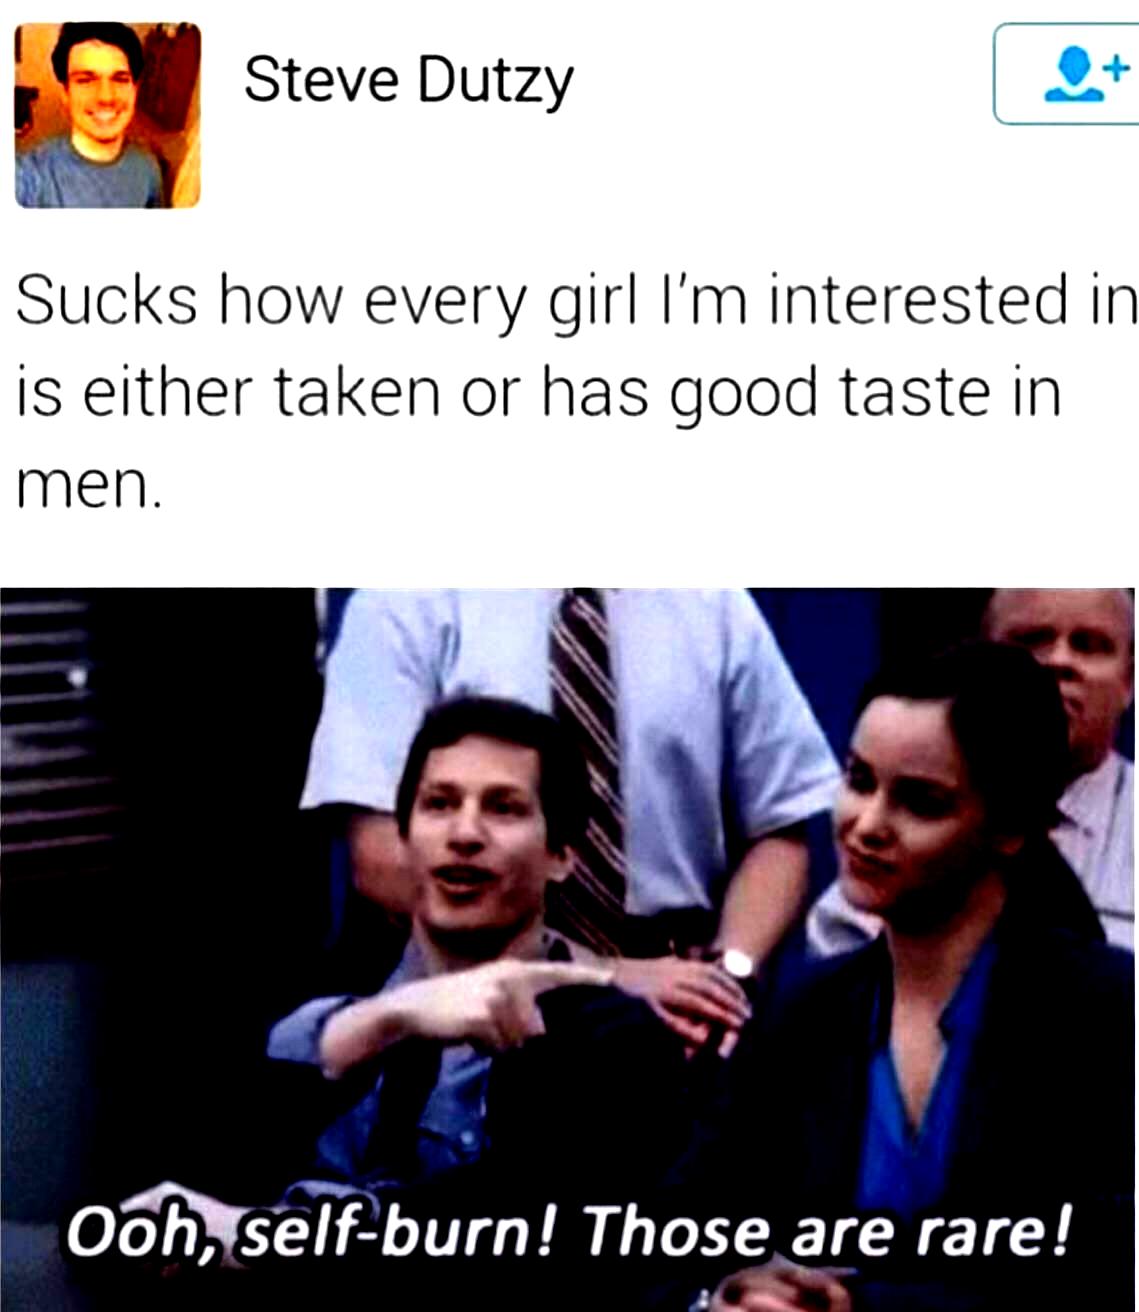 Steve Dutzy
Sucks how every girl I'm interested in
is either taken or has good taste in
men.
Ooh, self-burn! Those are rare!